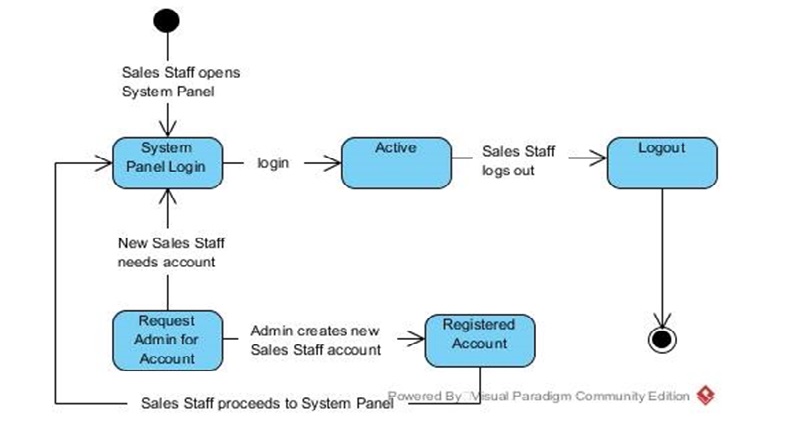 Sales Staff opens
System Panel
System
Panel Login
login
Active
Sales Staff
logs out
Logout
New Sales Staff
needs account
Request
Admin for
Account
Admin creates new
Sales Staff account
Registered
Account
Sales Staff proceeds to System Panel
Powered By Visual Paradigm Community Edition